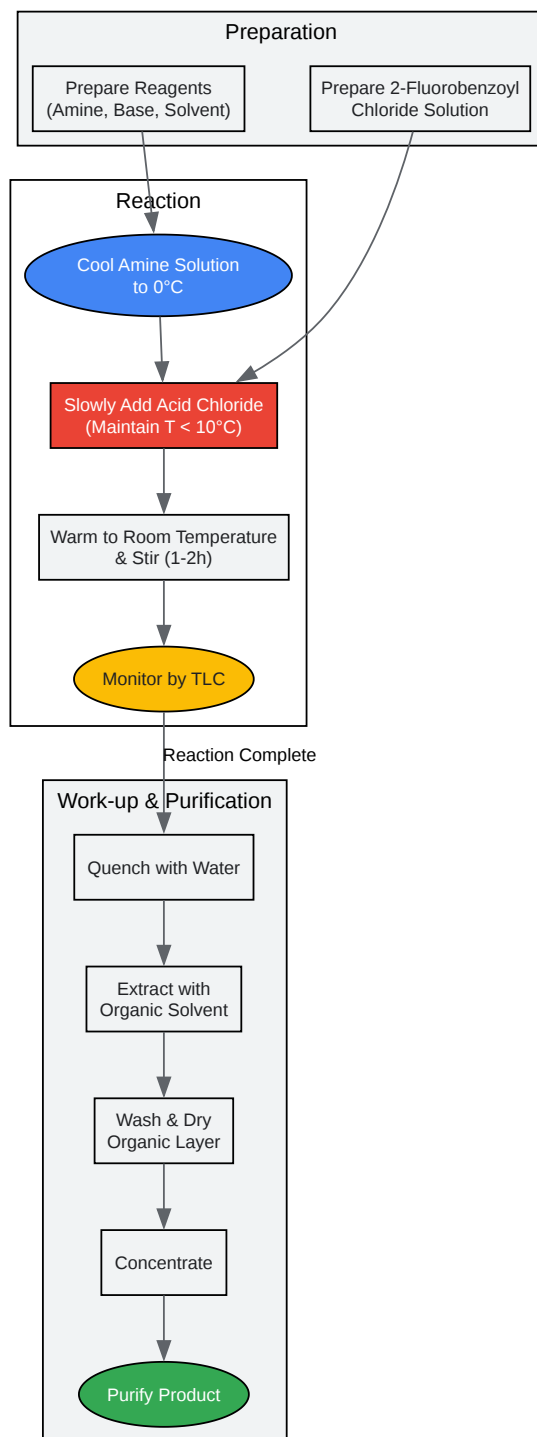 Preparation
Prepare Reagents
(Amine, Base, Solvent)
Prepare 2-Fluorobenzoyl
Chloride Solution
Reaction
Cool Amine Solution
to 0°C
Slowly Add Acid Chloride
(Maintain T < 10°C)
Warm to Room Temperature
& Stir (1-2h)
Monitor by TLC
Reaction Complete
Work-up & Purification
Quench with Water
Extract with
Organic Solvent
Wash & Dry
Organic Layer
Concentrate
Purify Product